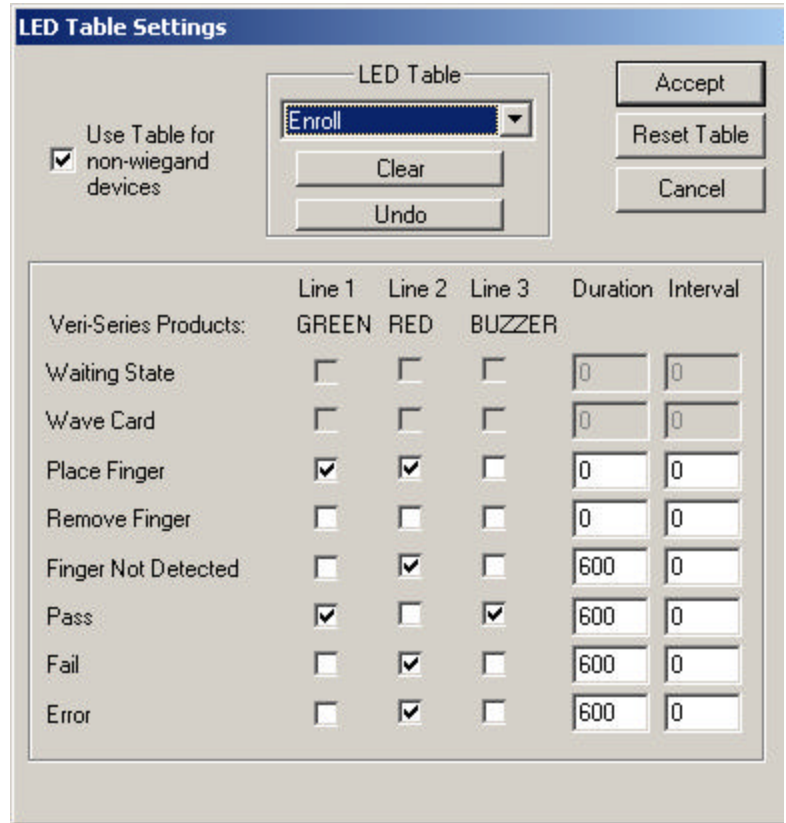 LED Table Settings
Use Table for
non-wiegand
devices
LED Table
Enroll
Clear
Undo
Accept
Reset Table
Cancel
Line 1 Line 2 Line 3 Duration Interval
Veri-Series Products: GREEN RED BUZZER
Waiting State 0 0
Wave Card 0 0
Place Finger 0 0
Remove Finger 0 0
Finger Not Detected 600 0
Pass 600 0
Fail 600 0
Error 600 0